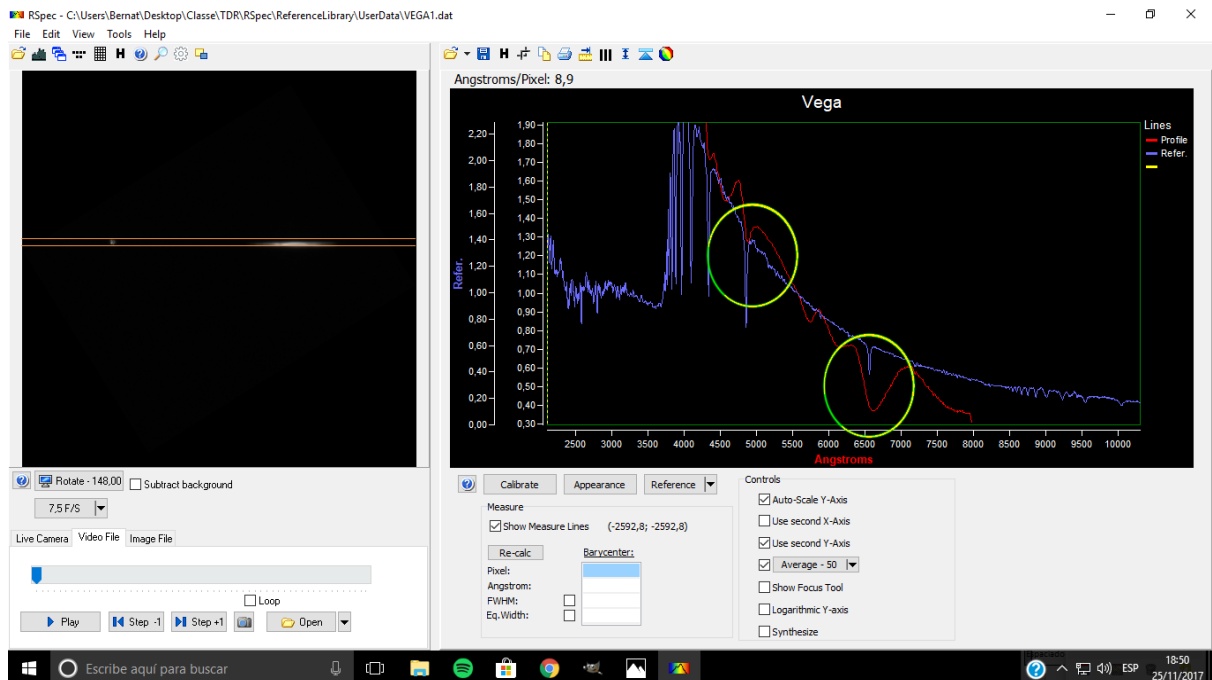 RSpec - C:\Users\Bernat\Desktop\Classe\TDR\RSpec\ReferenceLibrary\UserData\VEGA1.dat
File Edit View Tools Help
Angstroms/Pixel: 8,9
Vega
Lines
Profile
Refer.
2,20
2,00
1,80
1,60
1,40
1,20
1,00
0,80
0,60
0,40
0,20
0,00
Refer.
1,90
1,80
1,70
1,60
1,50
1,40
1,30
1,20
1,10
1,00
0,90
0,80
0,70
0,60
0,50
0,40
0,30
2500 3000 3500 4000 4500 5000 5500 6000 6500 7000 7500 8000 8500 9000 9500 10000
Angstroms
Rotate - 148,00
Subtract background
7,5 F/S
Live Camera Video File Image File
Loop
Play Step -1 Step +1 Open
Calibrate Appearance Reference
Measure
Show Measure Lines (-2592,8; -2592,8)
Re-calc Barycenter:
Pixel:
Angstrom:
FWHM:
Eq.Width:
Controls
Auto-Scale Y-Axis
Use second X-Axis
Use second Y-Axis
Average - 50
Show Focus Tool
Logarithmic Y-axis
Synthesize
Escribe aquí para buscar
ESP
18:50
25/11/2017